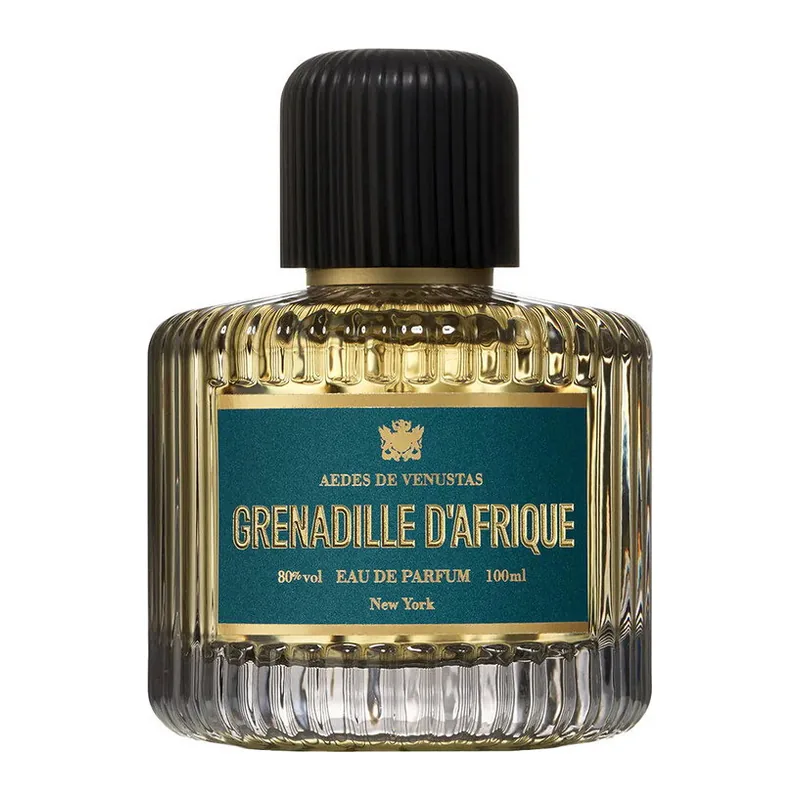 AEDES DE VENUSTAS
GRENADILLE D'AFRIQUE
80%vol EAU DE PARFUM 100ml
New York